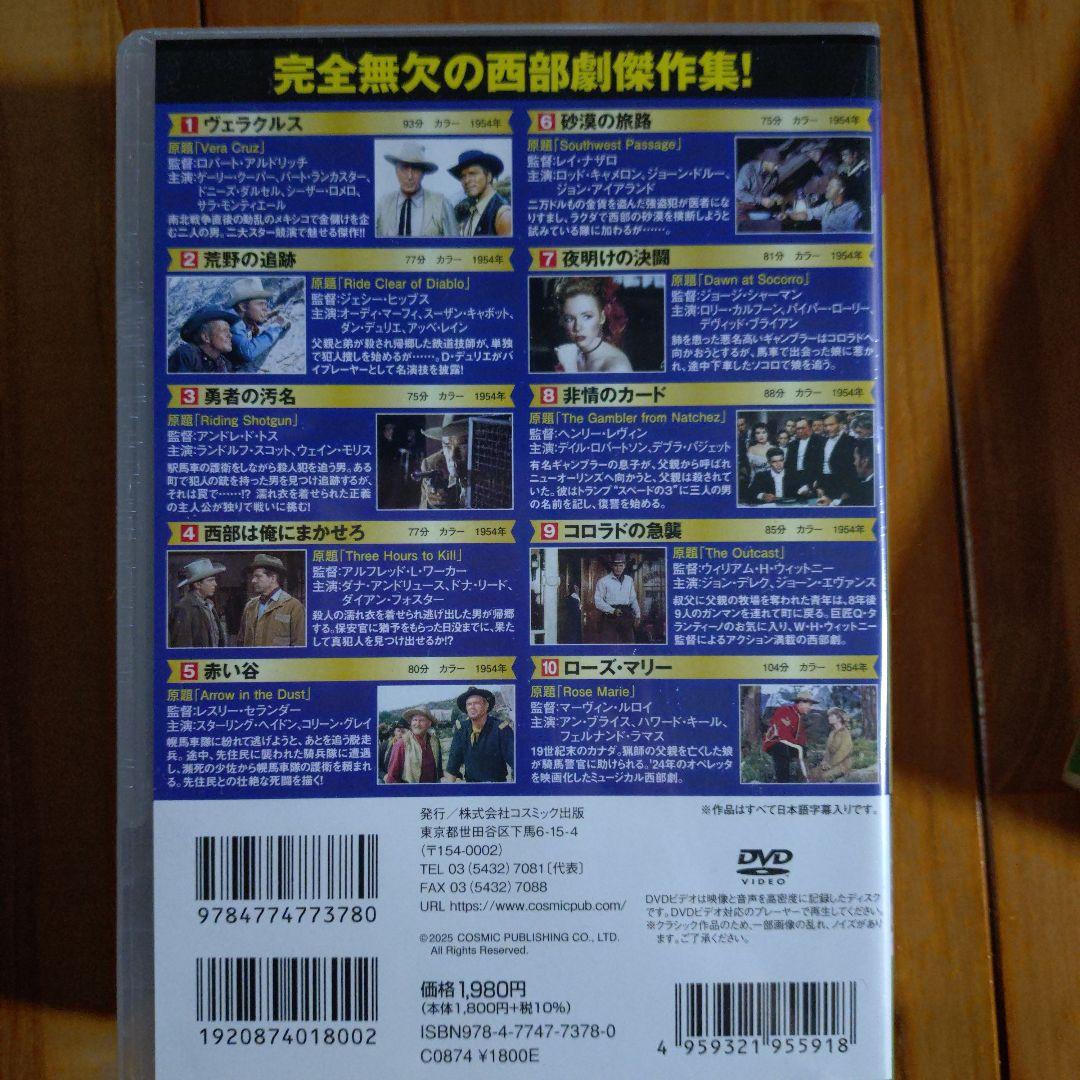 完全無欠の西部劇傑作集!
1 ヴェラクルス 93分 カラー 1954年
原題「Vera Cruz」
監督:ロバート・アルドリッチ
主演:ゲーリー・クーパー、バート・ランカスター、
ドニーズ・ダルセル、シーザー・ロメロ、
サラ・モンティエール
南北戦争直後の動乱のメキシコで金儲けを企
む二人の男。二大スター競演で魅せる傑作!!
2 荒野の追跡 77分 カラー 1954年
原題「Ride Clear of Diablo」
監督:ジェシー・ヒップス
主演:オーディ・マーフィ、スーザン・キャボット、
ダン・デュリエ、アッベ・レイン
父親と弟が殺され帰郷した鉄道技師が、単独
で犯人捜しを始めるが……。D・デュリエがバ
イプレーヤーとして名演技を披露!
3 勇者の汚名 75分 カラー 1954年
原題「Riding Shotgun」
監督:アンドレ・ド・トス
主演:ランドルフ・スコット、ウェイン・モリス
駅馬車の護衛をしながら殺人犯を追う男。ある
町で犯人の銃を持った男を見つけ追跡するが、
それは罠で……!? 濡れ衣を着せられた正義
の主人公が独りで戦いに挑む!
4 西部は俺にまかせろ 77分 カラー 1954年
原題「Three Hours to Kill」
監督:アルフレッド・L・ワーカー
主演:ダナ・アンドリュース、ドナ・リード、
ダイアン・フォスター
殺人の濡れ衣を着せられ逃げ出した男が帰郷
する。保安官に猶予をもらった日没までに、果た
して真犯人を見つけ出せるか!?
5 赤い谷 80分 カラー 1954年
原題「Arrow in the Dust」
監督:レスリー・セランダー
主演:スターリング・ヘイドン、コリーン・グレイ
幌馬車隊に紛れて逃げようと、あとを追う脱走
兵。途中、先住民に襲われた騎兵隊に遭遇
し、瀕死の少佐から幌馬車隊の護衛を頼まれ
る。先住民との壮絶な死闘を描く!
6 砂漠の旅路 75分 カラー 1954年
原題「Southwest Passage」
監督:レイ・ナザロ
主演:ロッド・キャメロン、ジョーン・ドルー、
ジョン・アイアランド
二万ドルもの金貨を盗んだ強盗犯が医者にな
りすまし、ラクダで西部の砂漠を横断しようと
試みている隊に加わるが……。
7 夜明けの決闘 81分 カラー 1954年
原題「Dawn at Socorro」
監督:ジョージ・シャーマン
主演:ロリー・カルフーン、パイパー・ローリー、
デヴィッド・ブライアン
肺を患った悪名高いギャンブラーはコロラドへ
向かおうとするが、馬車で出会った娘に惹か
れ、途中下車したソコロで娘を追う。
8 非情のカード 88分 カラー 1954年
原題「The Gambler from Natchez」
監督:ヘンリー・レヴィン
主演:デイル・ロバートソン、デブラ・パジェット
有名ギャンブラーの息子が、父親から呼ばれ
ニューオーリンズへ向かうと、父親は殺されて
いた。彼はトランプ“スペードの3”に三人の男
の名前を記し、復讐を始める。
9 コロラドの急襲 85分 カラー 1954年
原題「The Outcast」
監督:ウィリアム・H・ウィットニー
主演:ジョン・デレク、ジョーン・エヴァンス
叔父に父親の牧場を奪われた青年は、8年後
9人のガンマンを連れて町に戻る。巨匠Q・タ
ランティーノのお気に入り、W・H・ウィットニー
監督によるアクション満載の西部劇。
10 ローズ・マリー 104分 カラー 1954年
原題「Rose Marie」
監督:マーヴィン・ルロイ
主演:アン・ブライス、ハワード・キール、
フェルナンド・ラマス
19世紀末のカナダ。猟師の父親を亡くした娘
が騎馬警官に助けられる。'24年のオペレッタ
を映画化したミュージカル西部劇。
発行/株式会社コスミック出版
東京都世田谷区下馬6-15-4
(〒154-0002)
TEL 03(5432)7081〔代表〕
FAX 03(5432)7088
URL https://www.cosmicpub.com/
©2025 COSMIC PUBLISHING CO., LTD.
All Rights Reserved.
※作品はすべて日本語字幕入りです。
DVD
VIDEO
DVDビデオは映像と音声を高密度に記録したディスク
です。DVDビデオ対応のプレーヤーで再生してください。
※クラシック作品のため、一部画像の乱れ、ノイズがあり
ます。ご了承ください。
9784774773780
1920874018002
価格1,980円
(本体1,800円+税10%)
ISBN978-4-7747-7378-0
C0874 ¥1800E
4 959321 955918